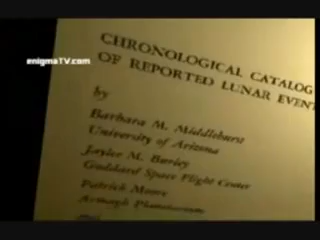 enigmaTV.com
CHRONOLOGICAL CATALOG
OF REPORTED LUNAR EVENT
by
Barbara M. Middlehurst
University of Arizona
Jaylee M. Burley
Goddard Space Flight Center
Patrick Moore
Armagh Planetarium